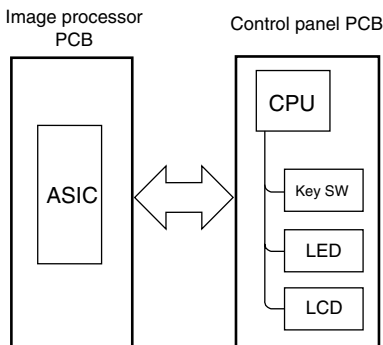 Image processor
PCB
Control panel PCB
ASIC
CPU
Key SW
LED
LCD